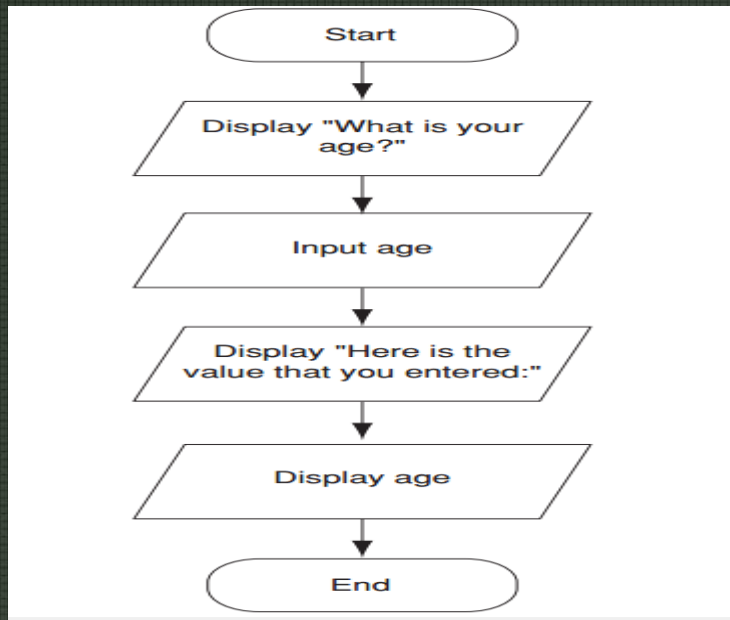 Start
Display "What is your
age?"
Input age
Display "Here is the
value that you entered:"
Display age
End